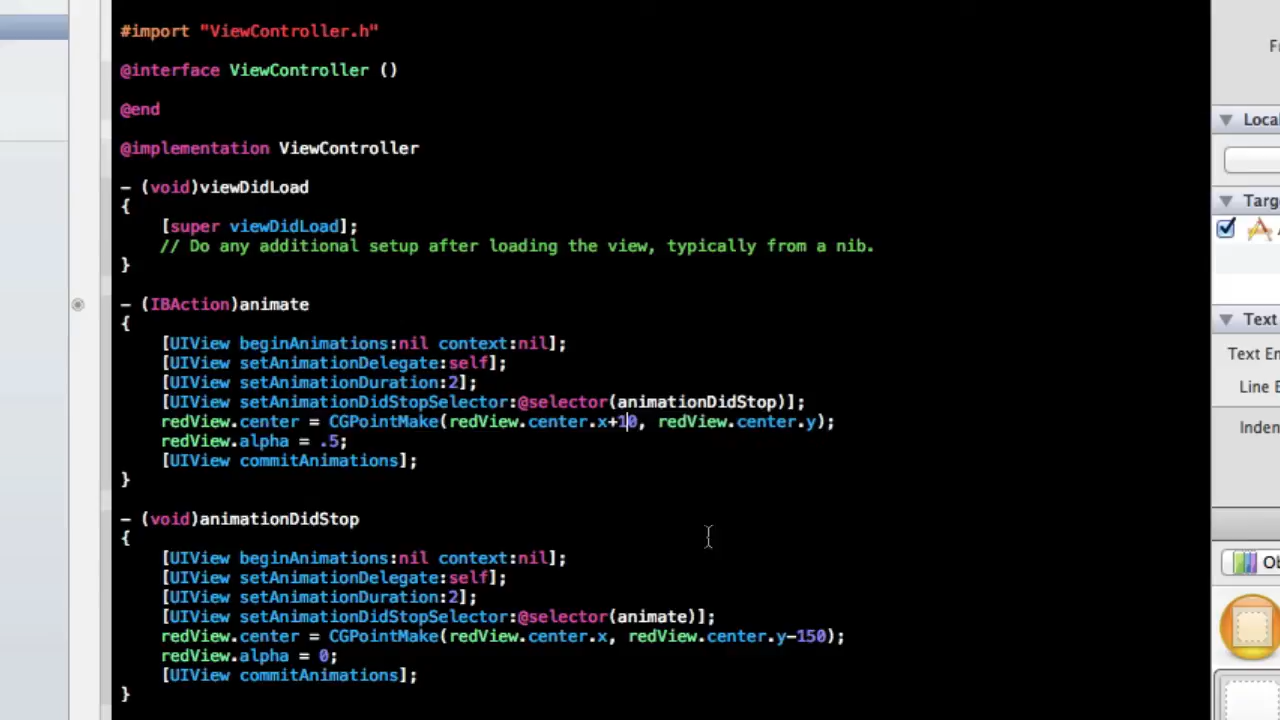 #import "ViewController.h"
@interface ViewController ()
@end
@implementation ViewController
- (void)viewDidLoad
{
[super viewDidLoad];
// Do any additional setup after loading the view, typically from a nib.
}
- (IBAction)animate
{
[UIView beginAnimations:nil context:nil];
[UIView setAnimationDelegate:self];
[UIView setAnimationDuration:2];
[UIView setAnimationDidStopSelector:@selector(animationDidStop)];
redView.center = CGPointMake(redView.center.x+10, redView.center.y);
redView.alpha = .5;
[UIView commitAnimations];
}
- (void)animationDidStop
{
[UIView beginAnimations:nil context:nil];
[UIView setAnimationDelegate:self];
[UIView setAnimationDuration:2];
[UIView setAnimationDidStopSelector:@selector(animate)];
redView.center = CGPointMake(redView.center.x, redView.center.y-150);
redView.alpha = 0;
[UIView commitAnimations];
}
Loca
Targ
Text
Text En
Line E
Inden